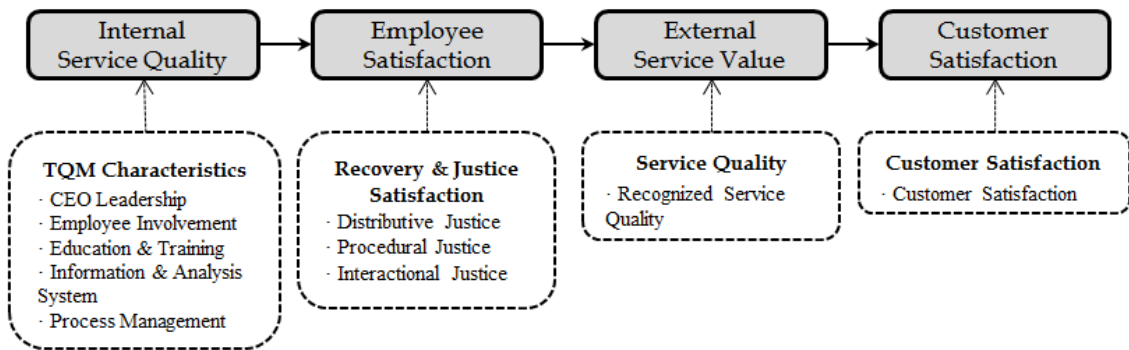 Internal
Service Quality
Employee
Satisfaction
External
Service Value
Customer
Satisfaction
TQM Characteristics
· CEO Leadership
· Employee Involvement
· Education & Training
· Information & Analysis
System
· Process Management
Recovery & Justice
Satisfaction
· Distributive Justice
· Procedural Justice
· Interactional Justice
Service Quality
· Recognized Service
Quality
Customer Satisfaction
· Customer Satisfaction